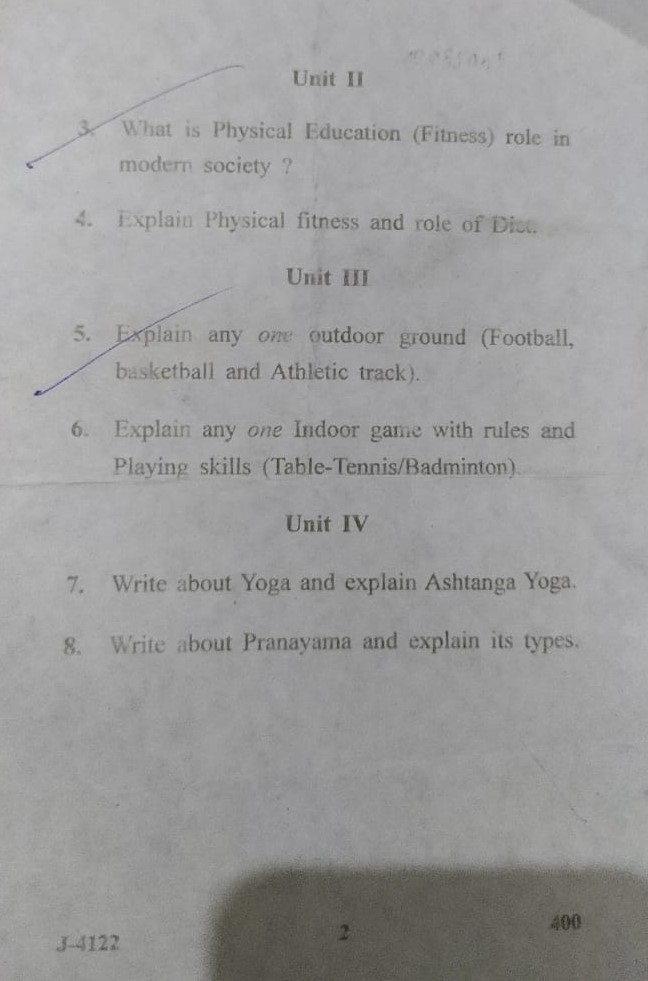 Unit II
3. What is Physical Education (Fitness) role in
modern society ?
4. Explain Physical fitness and role of Diet.
Unit III
5. Explain any one outdoor ground (Football,
basketball and Athletic track).
6. Explain any one Indoor game with rules and
Playing skills (Table-Tennis/Badminton).
Unit IV
7. Write about Yoga and explain Ashtanga Yoga.
8. Write about Pranayama and explain its types.
J-4122 2 400